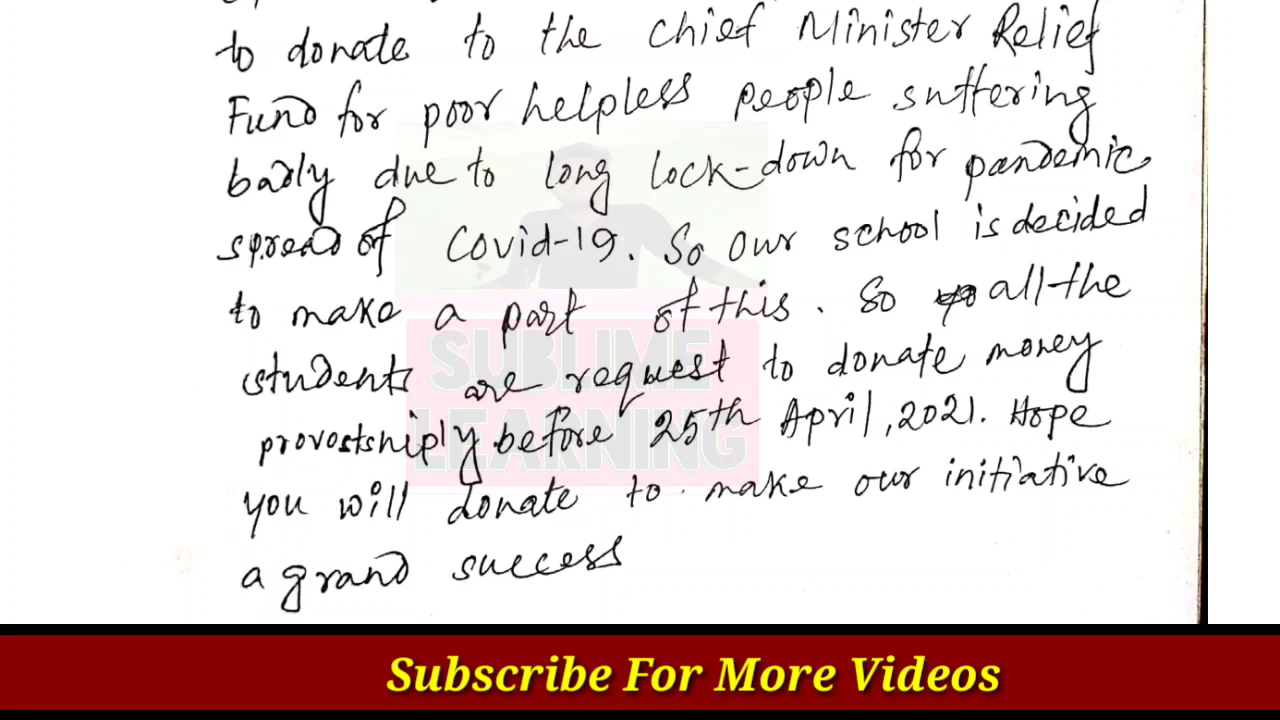 to donate to the Chief Minister Relief
Fund for poor helpless people suffering
badly due to long lock-down for pandemic
spread of Covid-19. So our school is decided
to make a part of this. So all the
students are request to donate money
provostshiply before 25th April, 2021. Hope
you will donate to make our initiative
a grand success
SUBLIME
LEARNING
Subscribe For More Videos